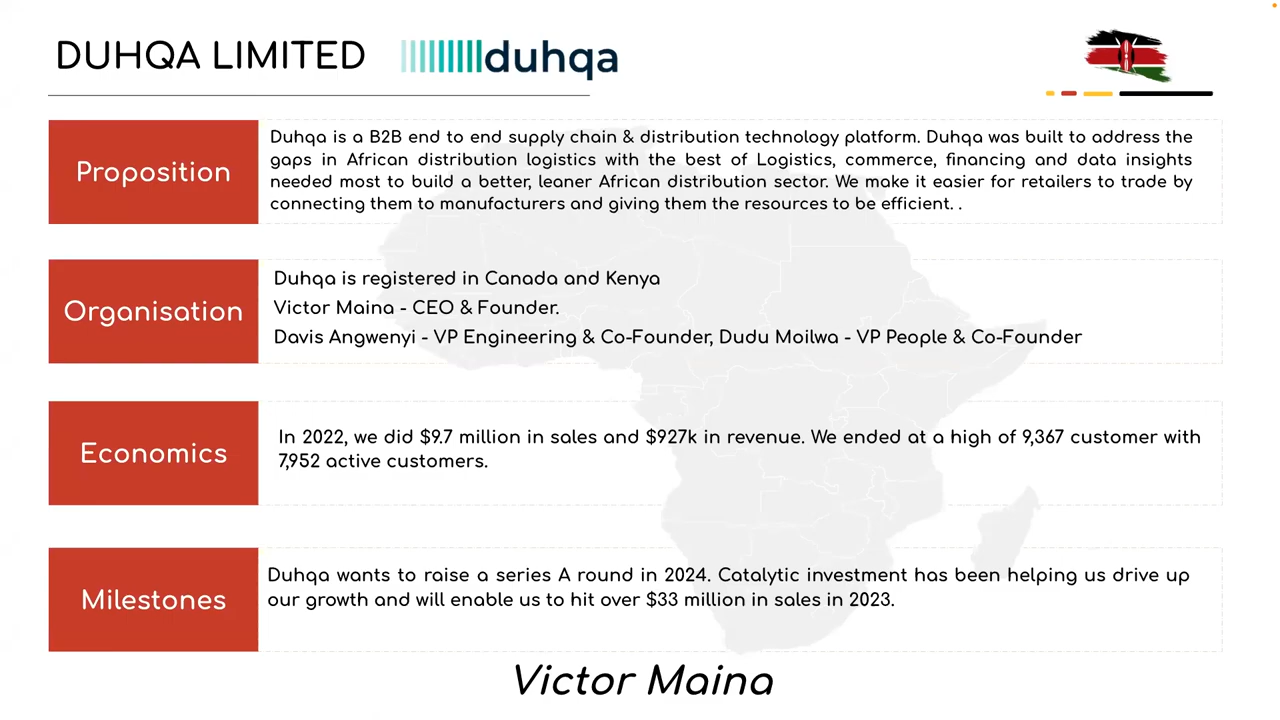 DUHQA LIMITED
duhqa
Proposition
Duhqa is a B2B end to end supply chain & distribution technology platform. Duhqa was built to address the
gaps in African distribution logistics with the best of Logistics, commerce, financing and data insights
needed most to build a better, leaner African distribution sector. We make it easier for retailers to trade by
connecting them to manufacturers and giving them the resources to be efficient. .
Organisation
Duhqa is registered in Canada and Kenya
Victor Maina - CEO & Founder.
Davis Angwenyi - VP Engineering & Co-Founder, Dudu Moilwa - VP People & Co-Founder
Economics
In 2022, we did $9.7 million in sales and $927k in revenue. We ended at a high of 9,367 customer with
7,952 active customers.
Milestones
Duhqa wants to raise a series A round in 2024. Catalytic investment has been helping us drive up
our growth and will enable us to hit over $33 million in sales in 2023.
Victor Maina